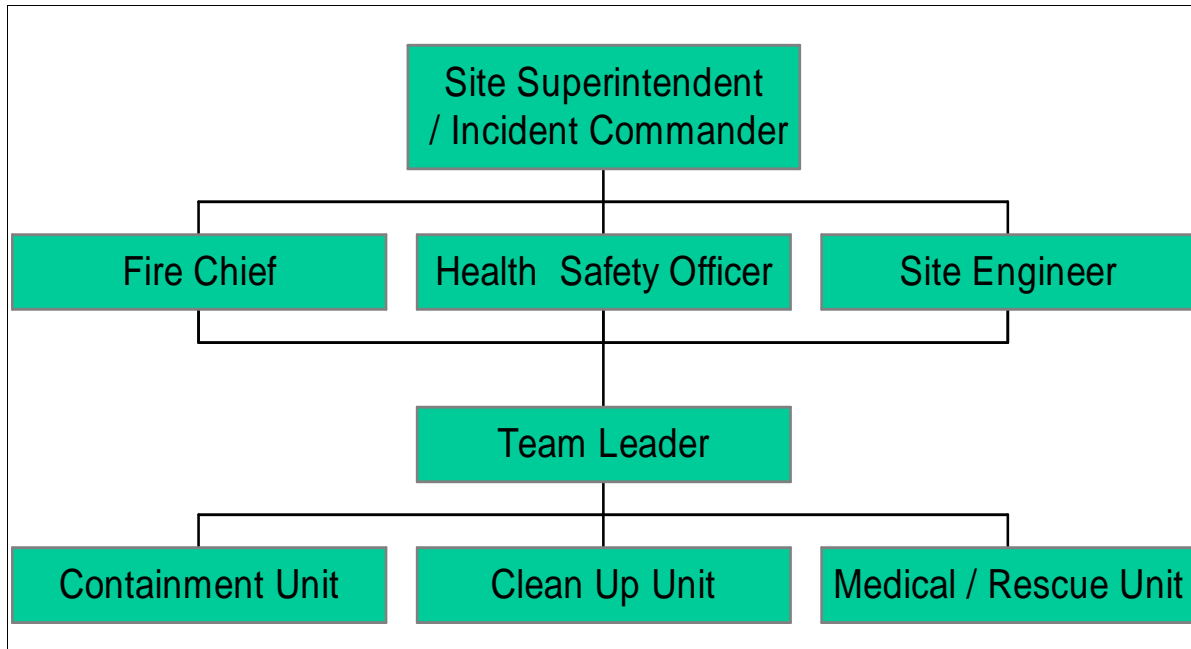 Site Superintendent
/ Incident Commander
Fire Chief
Health  Safety Officer
Site Engineer
Team Leader
Containment Unit
Clean Up Unit
Medical / Rescue Unit